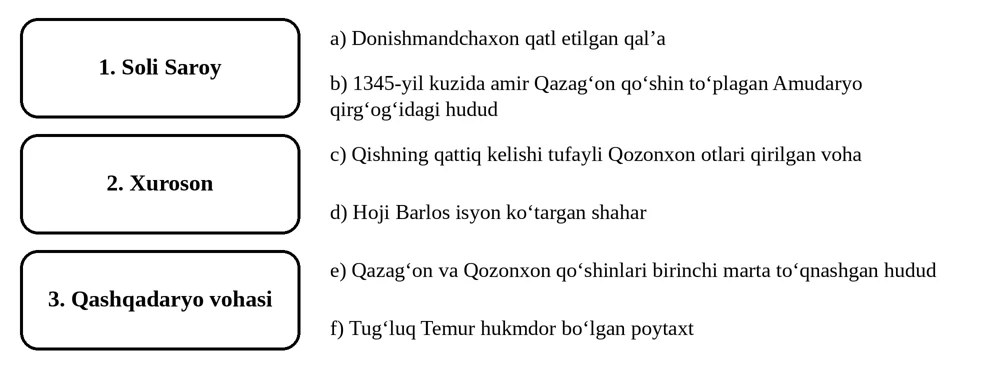 1. Soli Saroy
2. Xuroson
3. Qashqadaryo vohasi
a) Donishmandchaxon qatl etilgan qal’a
b) 1345-yil kuzida amir Qazag‘on qo‘shin to‘plagan Amudaryo
qirg‘og‘idagi hudud
c) Qishning qattiq kelishi tufayli Qozonxon otlari qirilgan voha
d) Hoji Barlos isyon ko‘targan shahar
e) Qazag‘on va Qozonxon qo‘shinlari birinchi marta to‘qnashgan hudud
f) Tug‘luq Temur hukmdor bo‘lgan poytaxt